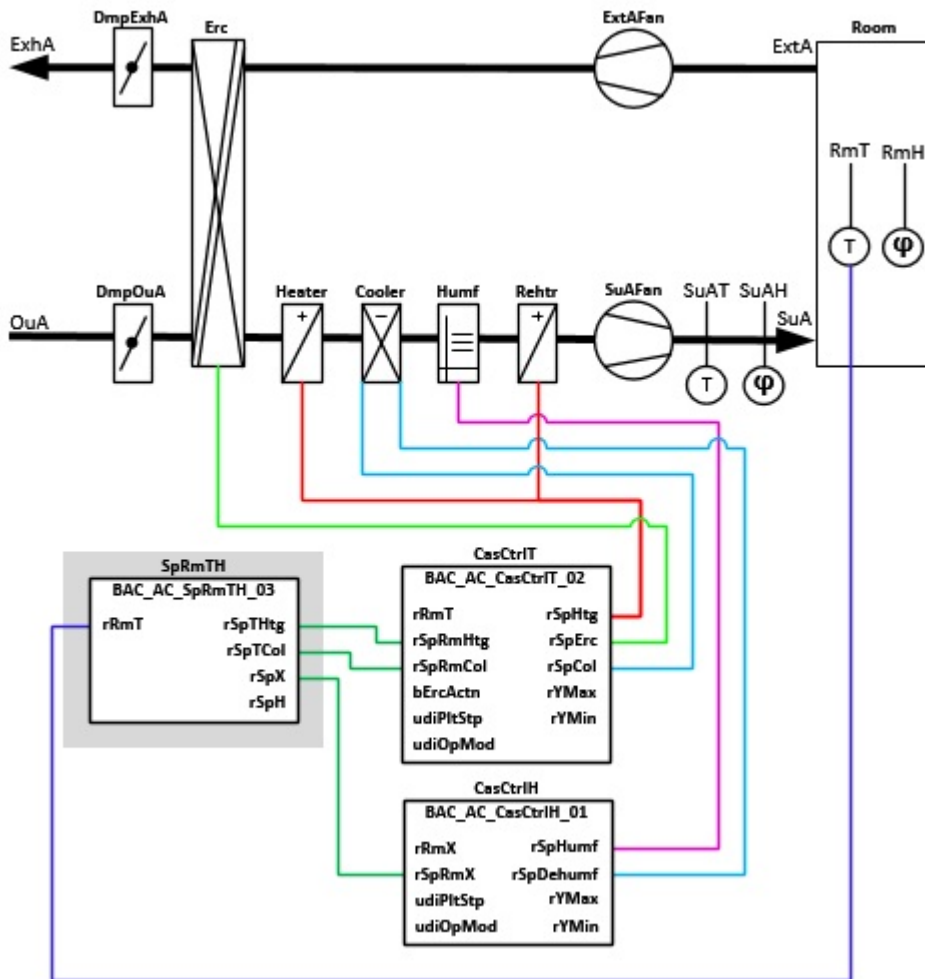 DmpExhA
Erc
ExtAFan
Room
ExhA
ExtA
RmT
RmH
T
φ
DmpOuA
Heater
Cooler
Humf
Rehtr
SuAFan
SuAT
SuAH
OuA
SuA
+
−
+
T
φ
SpRmTH
BAC_AC_SpRmTH_03
rRmT
rSpTHtg
rSpTCol
rSpX
rSpH
CasCtrlT
BAC_AC_CasCtrlT_02
rRmT
rSpHtg
rSpRmHtg
rSpErc
rSpRmCol
rSpCol
bErcActn
rYMax
udiPltStp
rYMin
udiOpMod
CasCtrlH
BAC_AC_CasCtrlH_01
rRmX
rSpHumf
rSpRmX
rSpDehumf
udiPltStp
rYMax
udiOpMod
rYMin